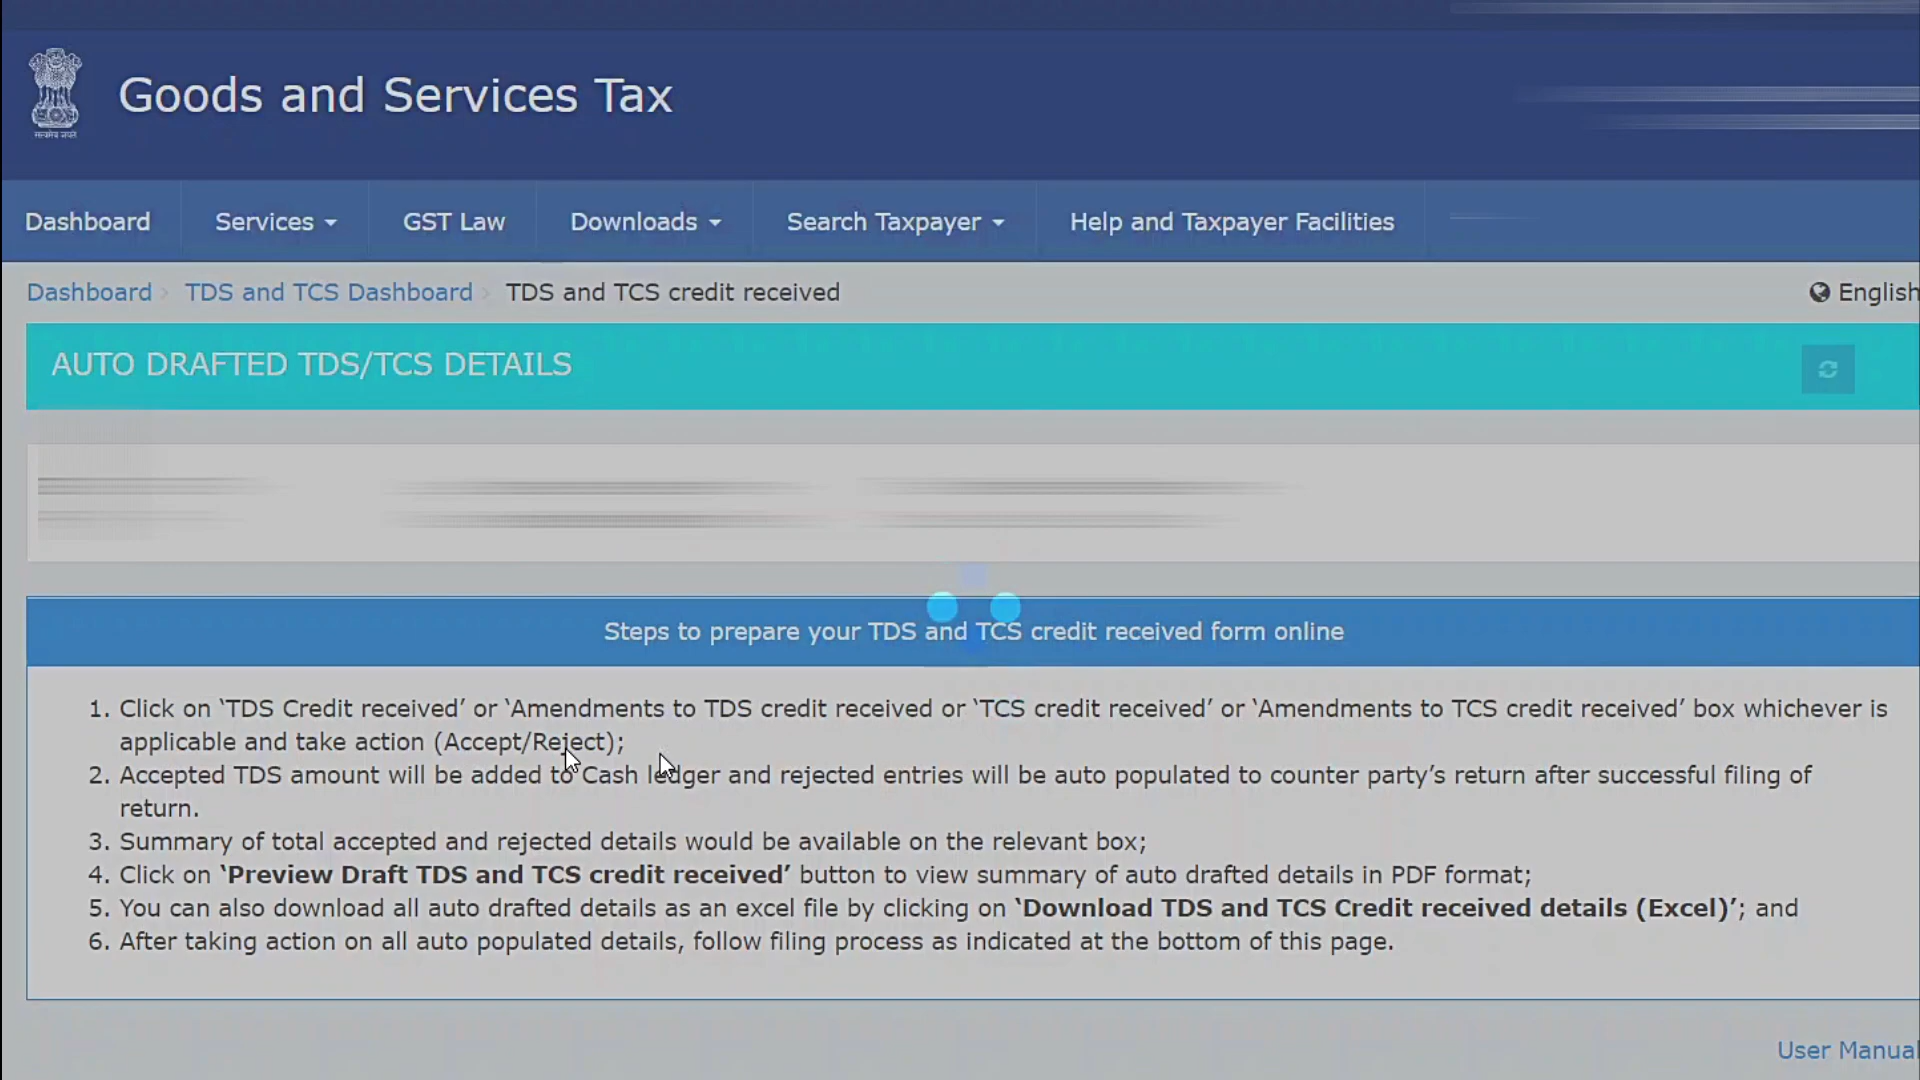 Goods and Services Tax
सत्यमेव जयते
Dashboard Services GST Law Downloads Search Taxpayer Help and Taxpayer Facilities
Dashboard TDS and TCS Dashboard TDS and TCS credit received English
AUTO DRAFTED TDS/TCS DETAILS
Steps to prepare your TDS and TCS credit received form online
1. Click on ‘TDS Credit received’ or ‘Amendments to TDS credit received or ‘TCS credit received’ or ‘Amendments to TCS credit received’ box whichever is
applicable and take action (Accept/Reject);
2. Accepted TDS amount will be added to Cash ledger and rejected entries will be auto populated to counter party’s return after successful filing of
return.
3. Summary of total accepted and rejected details would be available on the relevant box;
4. Click on ‘Preview Draft TDS and TCS credit received’ button to view summary of auto drafted details in PDF format;
5. You can also download all auto drafted details as an excel file by clicking on ‘Download TDS and TCS Credit received details (Excel)’; and
6. After taking action on all auto populated details, follow filing process as indicated at the bottom of this page.
User Manual